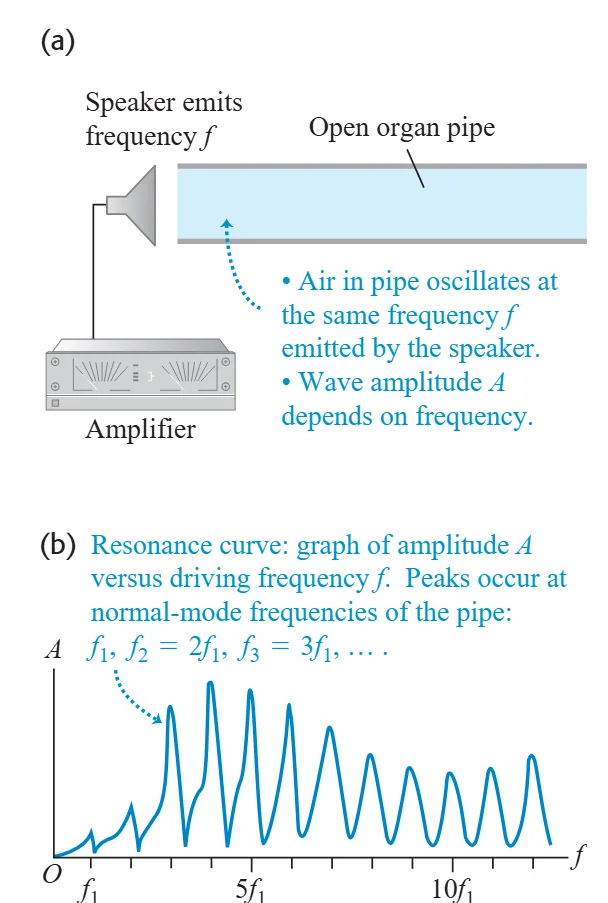 (a)
Speaker emits
frequency f
Open organ pipe
• Air in pipe oscillates at
the same frequency f
emitted by the speaker.
• Wave amplitude A
depends on frequency.
Amplifier
(b) Resonance curve: graph of amplitude A
versus driving frequency f. Peaks occur at
normal-mode frequencies of the pipe:
f₁, f₂ = 2f₁, f₃ = 3f₁, … .
A
f
O
f₁ 5f₁ 10f₁